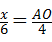 x/6 = AO/4